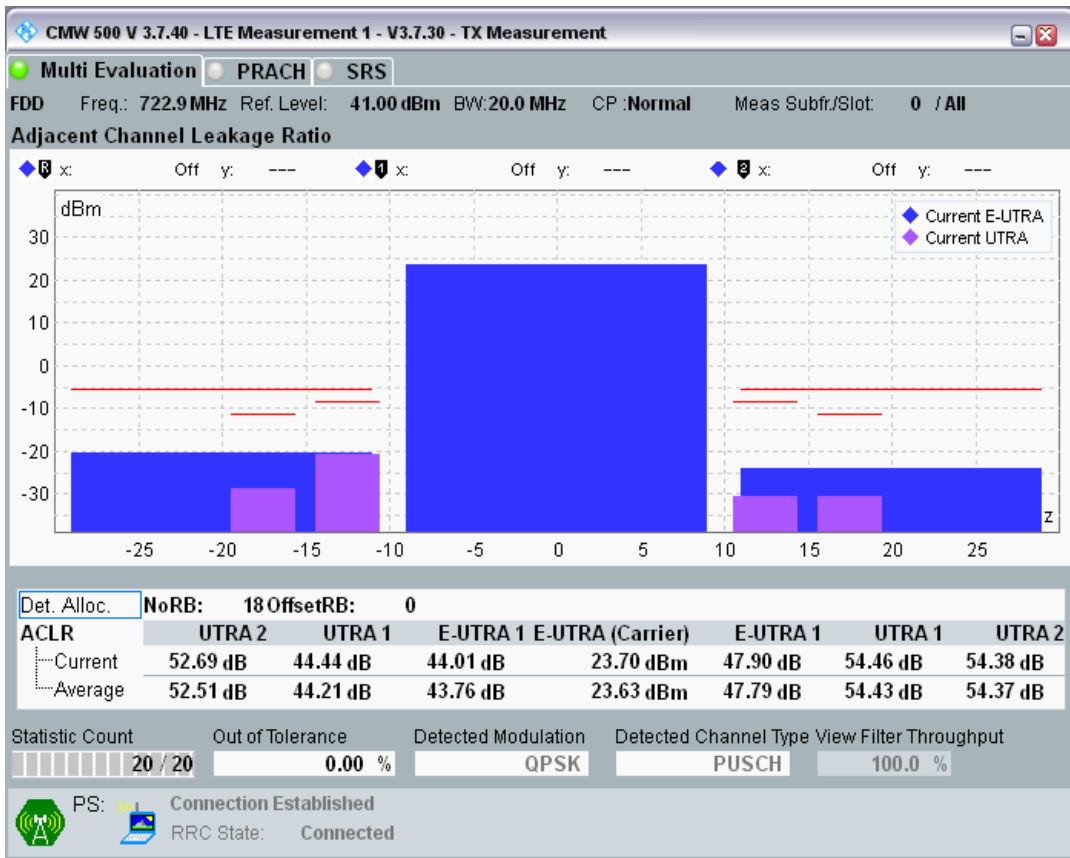 CMW 500 V 3.7.40 - LTE Measurement 1 - V3.7.30 - TX Measurement
Multi Evaluation PRACH SRS
FDD Freq.: 722.9 MHz Ref. Level: 41.00 dBm BW:20.0 MHz CP :Normal Meas Subfr./Slot: 0 / All
Adjacent Channel Leakage Ratio
R x: Off y: --- 1 x: Off y: --- 2 x: Off y: ---
dBm
Current E-UTRA
Current UTRA
30
20
10
0
-10
-20
-30
z
-25 -20 -15 -10 -5 0 5 10 15 20 25
Det. Alloc. NoRB: 18 OffsetRB: 0
ACLR UTRA 2 UTRA 1 E-UTRA 1 E-UTRA (Carrier) E-UTRA 1 UTRA 1 UTRA 2
Current 52.69 dB 44.44 dB 44.01 dB 23.70 dBm 47.90 dB 54.46 dB 54.38 dB
Average 52.51 dB 44.21 dB 43.76 dB 23.63 dBm 47.79 dB 54.43 dB 54.37 dB
Statistic Count Out of Tolerance Detected Modulation Detected Channel Type View Filter Throughput
20 / 20 0.00 % QPSK PUSCH 100.0 %
PS: Connection Established
RRC State: Connected